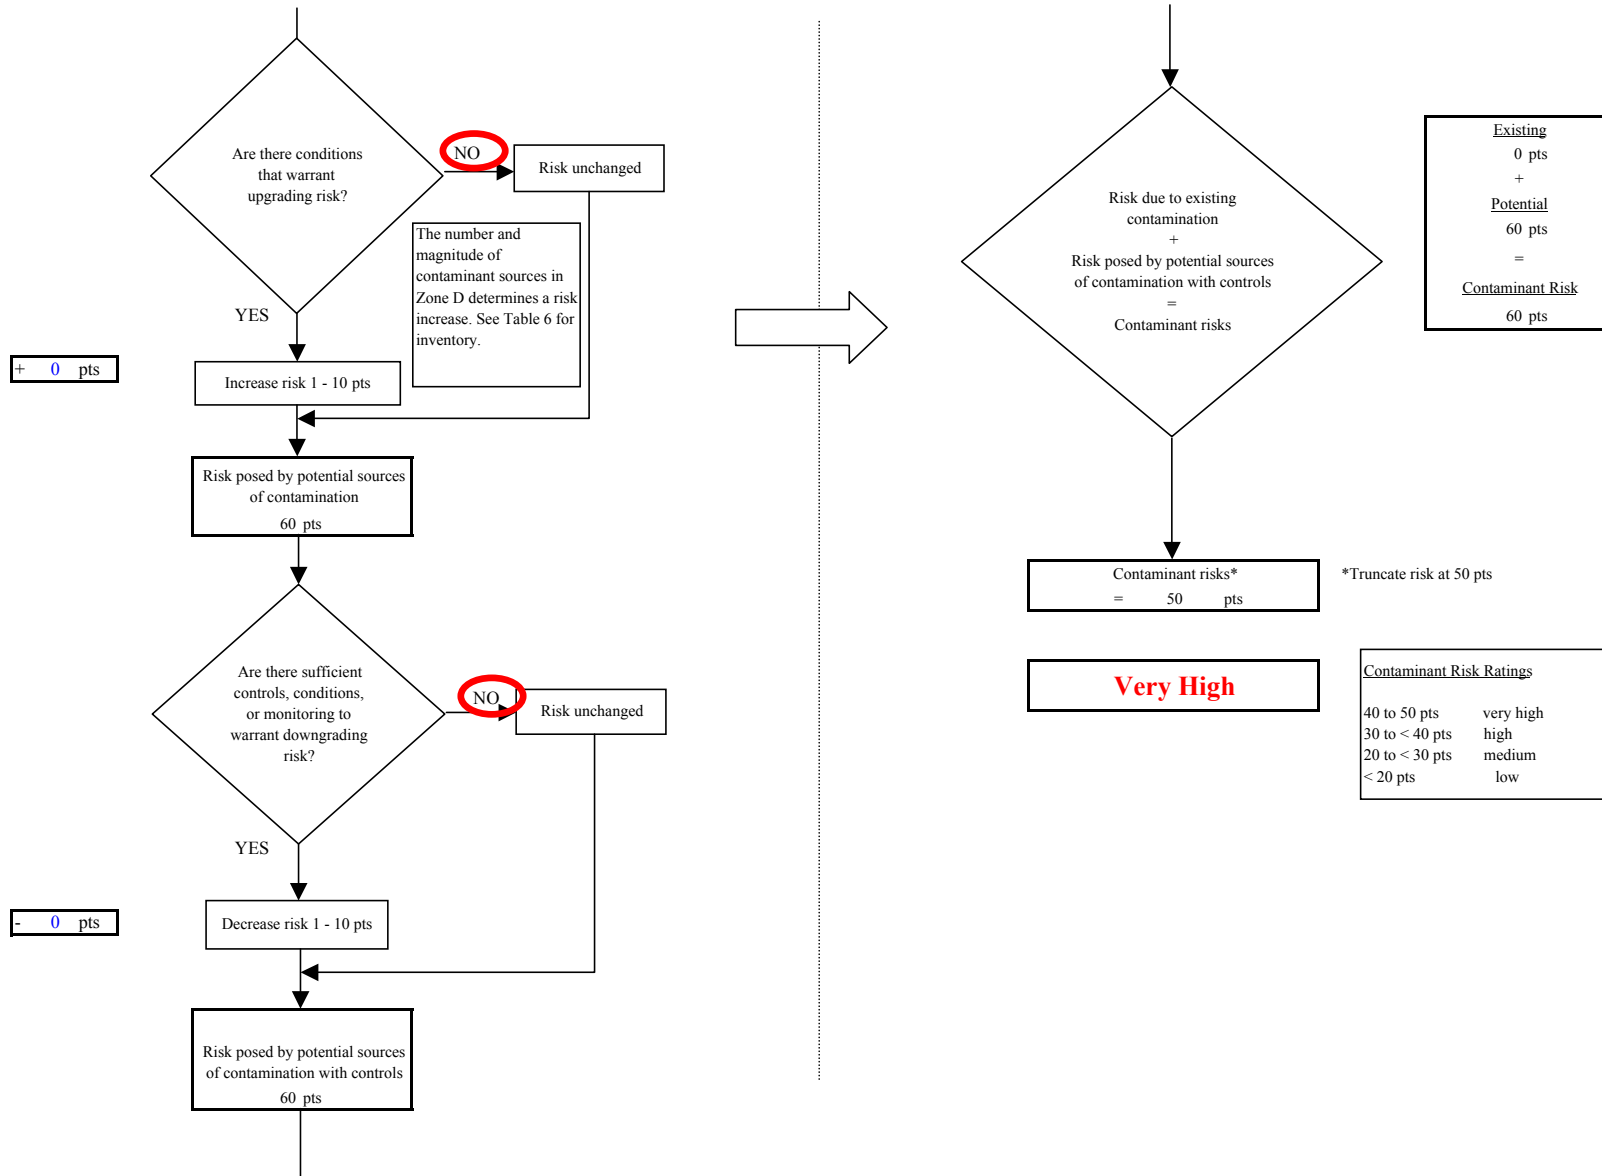 Are there conditions
that warrant
upgrading risk?
NO
Risk unchanged
The number and
magnitude of
contaminant sources in
Zone D determines a risk
increase. See Table 6 for
inventory.
YES
+ 0 pts
Increase risk 1 - 10 pts
Risk posed by potential sources
of contamination
60 pts
Are there sufficient
controls, conditions,
or monitoring to
warrant downgrading
risk?
NO
Risk unchanged
YES
- 0 pts
Decrease risk 1 - 10 pts
Risk posed by potential sources
of contamination with controls
60 pts
Risk due to existing
contamination
+
Risk posed by potential sources
of contamination with controls
=
Contaminant risks
Existing
0 pts
+
Potential
60 pts
=
Contaminant Risk
60 pts
Contaminant risks*
= 50 pts
*Truncate risk at 50 pts
Very High
Contaminant Risk Ratings
40 to 50 pts very high
30 to < 40 pts high
20 to < 30 pts medium
< 20 pts low